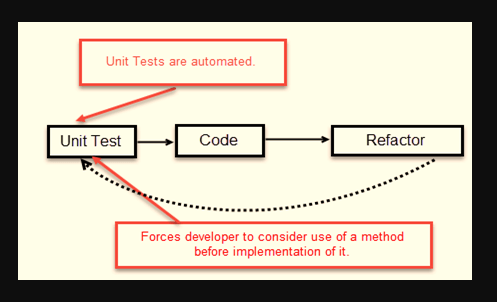 Unit Tests are automated.
Unit Test
Code
Refactor
Forces developer to consider use of a method
before implementation of it.